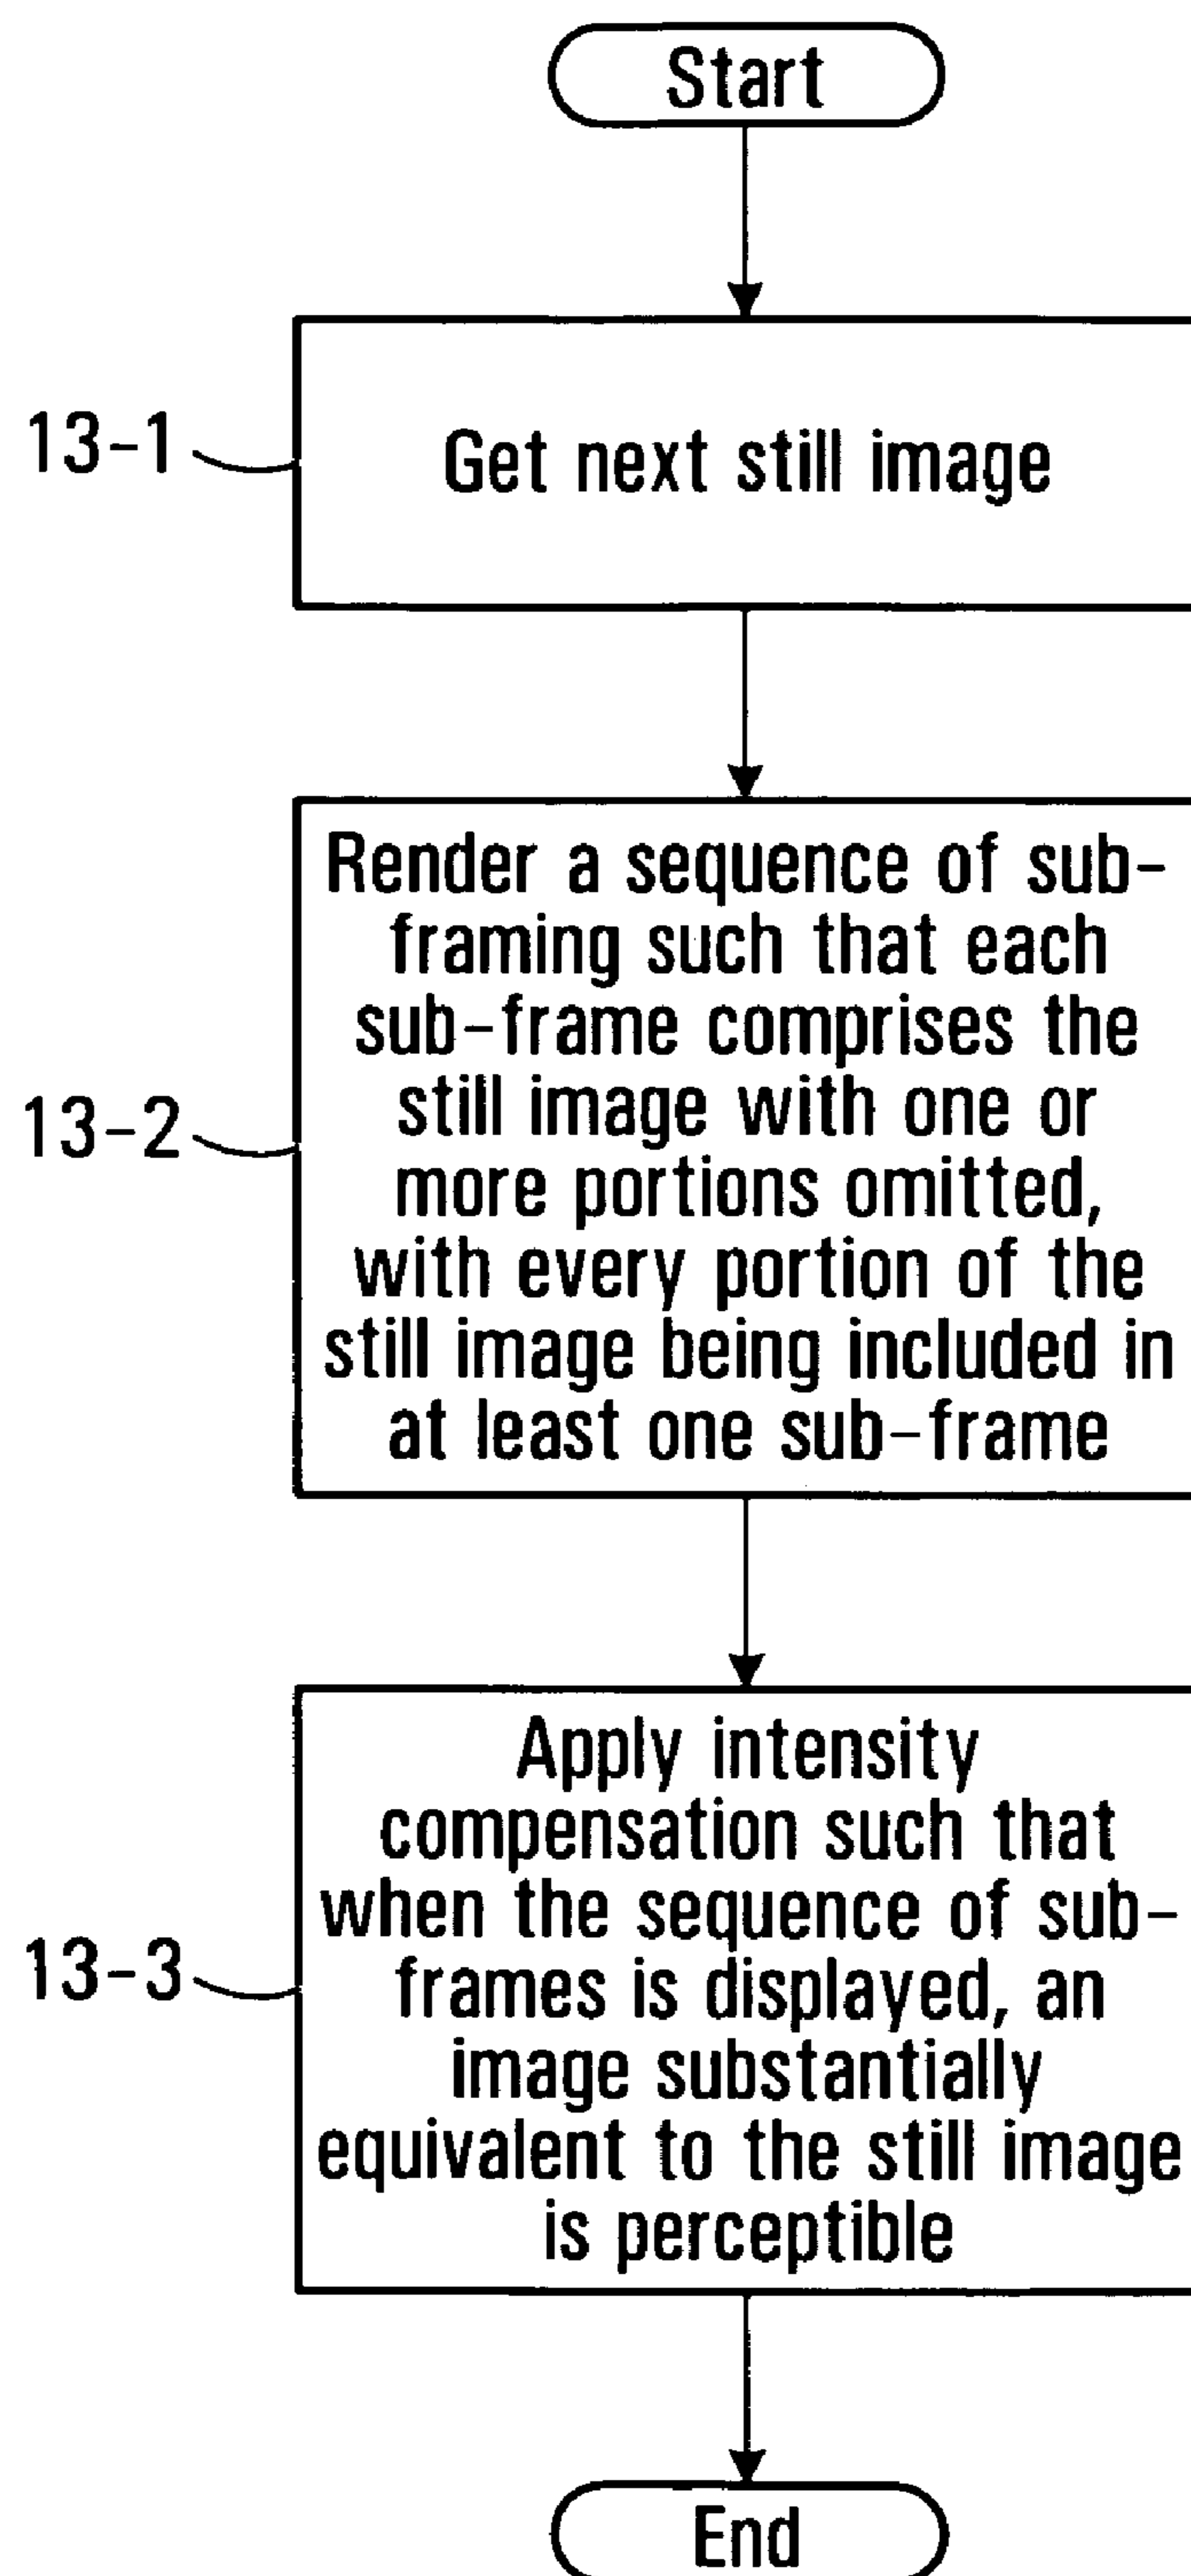 Start
13-1
Get next still image
13-2
Render a sequence of sub-
framing such that each
sub-frame comprises the
still image with one or
more portions omitted,
with every portion of the
still image being included in
at least one sub-frame
13-3
Apply intensity
compensation such that
when the sequence of sub-
frames is displayed, an
image substantially
equivalent to the still image
is perceptible
End